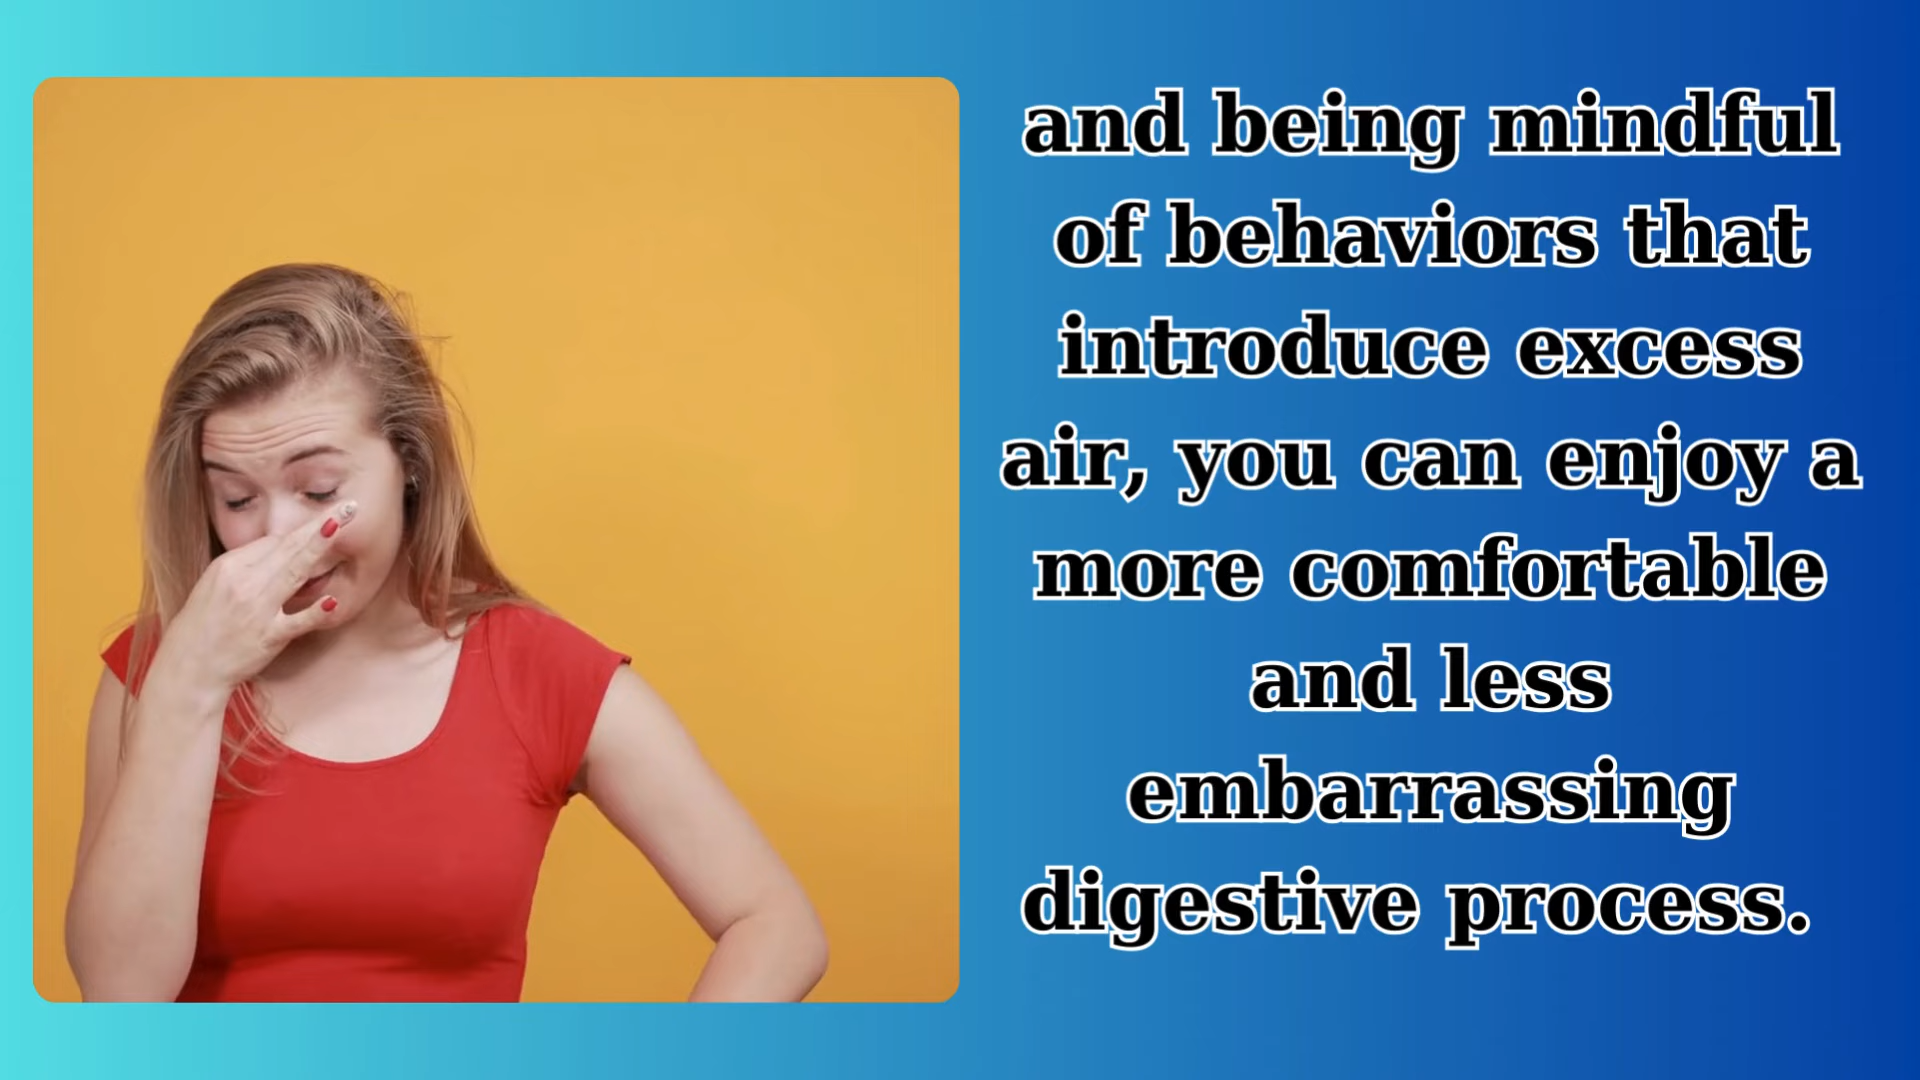 and being mindful
of behaviors that
introduce excess
air, you can enjoy a
more comfortable
and less
embarrassing
digestive process.